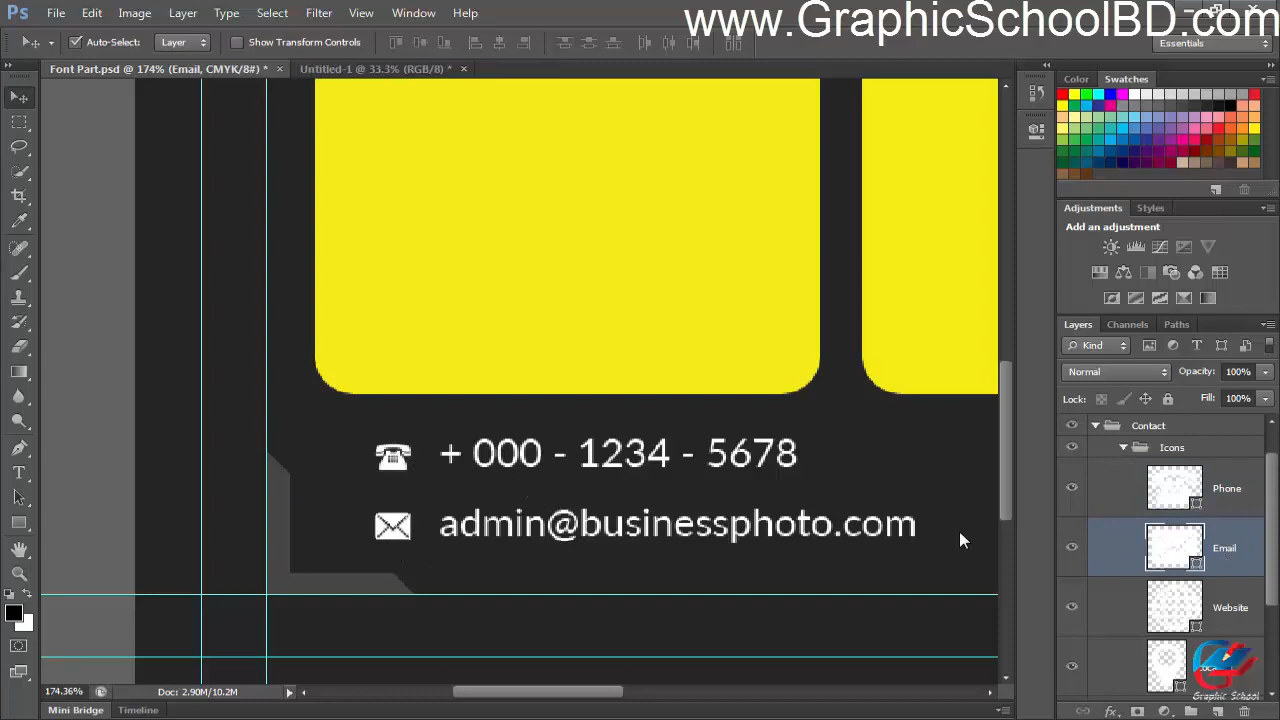 www.GraphicSchoolBD.com
Ps File Edit Image Layer Type Select Filter View Window Help
Auto-Select: Layer Show Transform Controls
Essentials
Font Part.psd @ 174% (Email, CMYK/8#) * × Untitled-1 @ 33.3% (RGB/8) * ×
Color Swatches
Adjustments Styles
Add an adjustment
Layers Channels Paths
Kind
Normal Opacity: 100%
Lock: Fill: 100%
Contact
Icons
Phone
Email
Website
+ 000 - 1234 - 5678
admin@businessphoto.com
Graphic School
174.36% Doc: 2.90M/10.2M
Mini Bridge Timeline